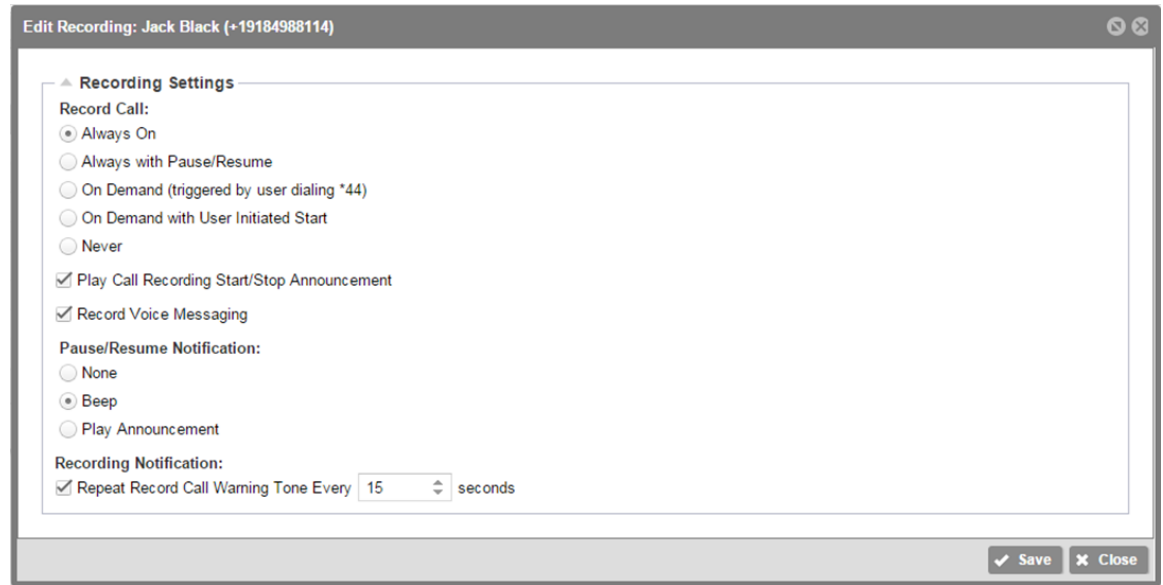 Edit Recording: Jack Black (+19184988114)
Recording Settings
Record Call:
Always On
Always with Pause/Resume
On Demand (triggered by user dialing *44)
On Demand with User Initiated Start
Never
Play Call Recording Start/Stop Announcement
Record Voice Messaging
Pause/Resume Notification:
None
Beep
Play Announcement
Recording Notification:
Repeat Record Call Warning Tone Every 15 seconds
Save Close